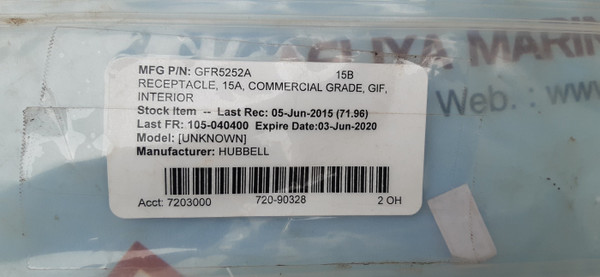 UYA MARIN
Web. : www
MFG P/N: GFR5252A 15B
RECEPTACLE, 15A, COMMERCIAL GRADE, GIF,
INTERIOR
Stock Item -- Last Rec: 05-Jun-2015 (71.96)
Last FR: 105-040400 Expire Date:03-Jun-2020
Model: [UNKNOWN]
Manufacturer: HUBBELL
Acct: 7203000 720-90328 2 OH